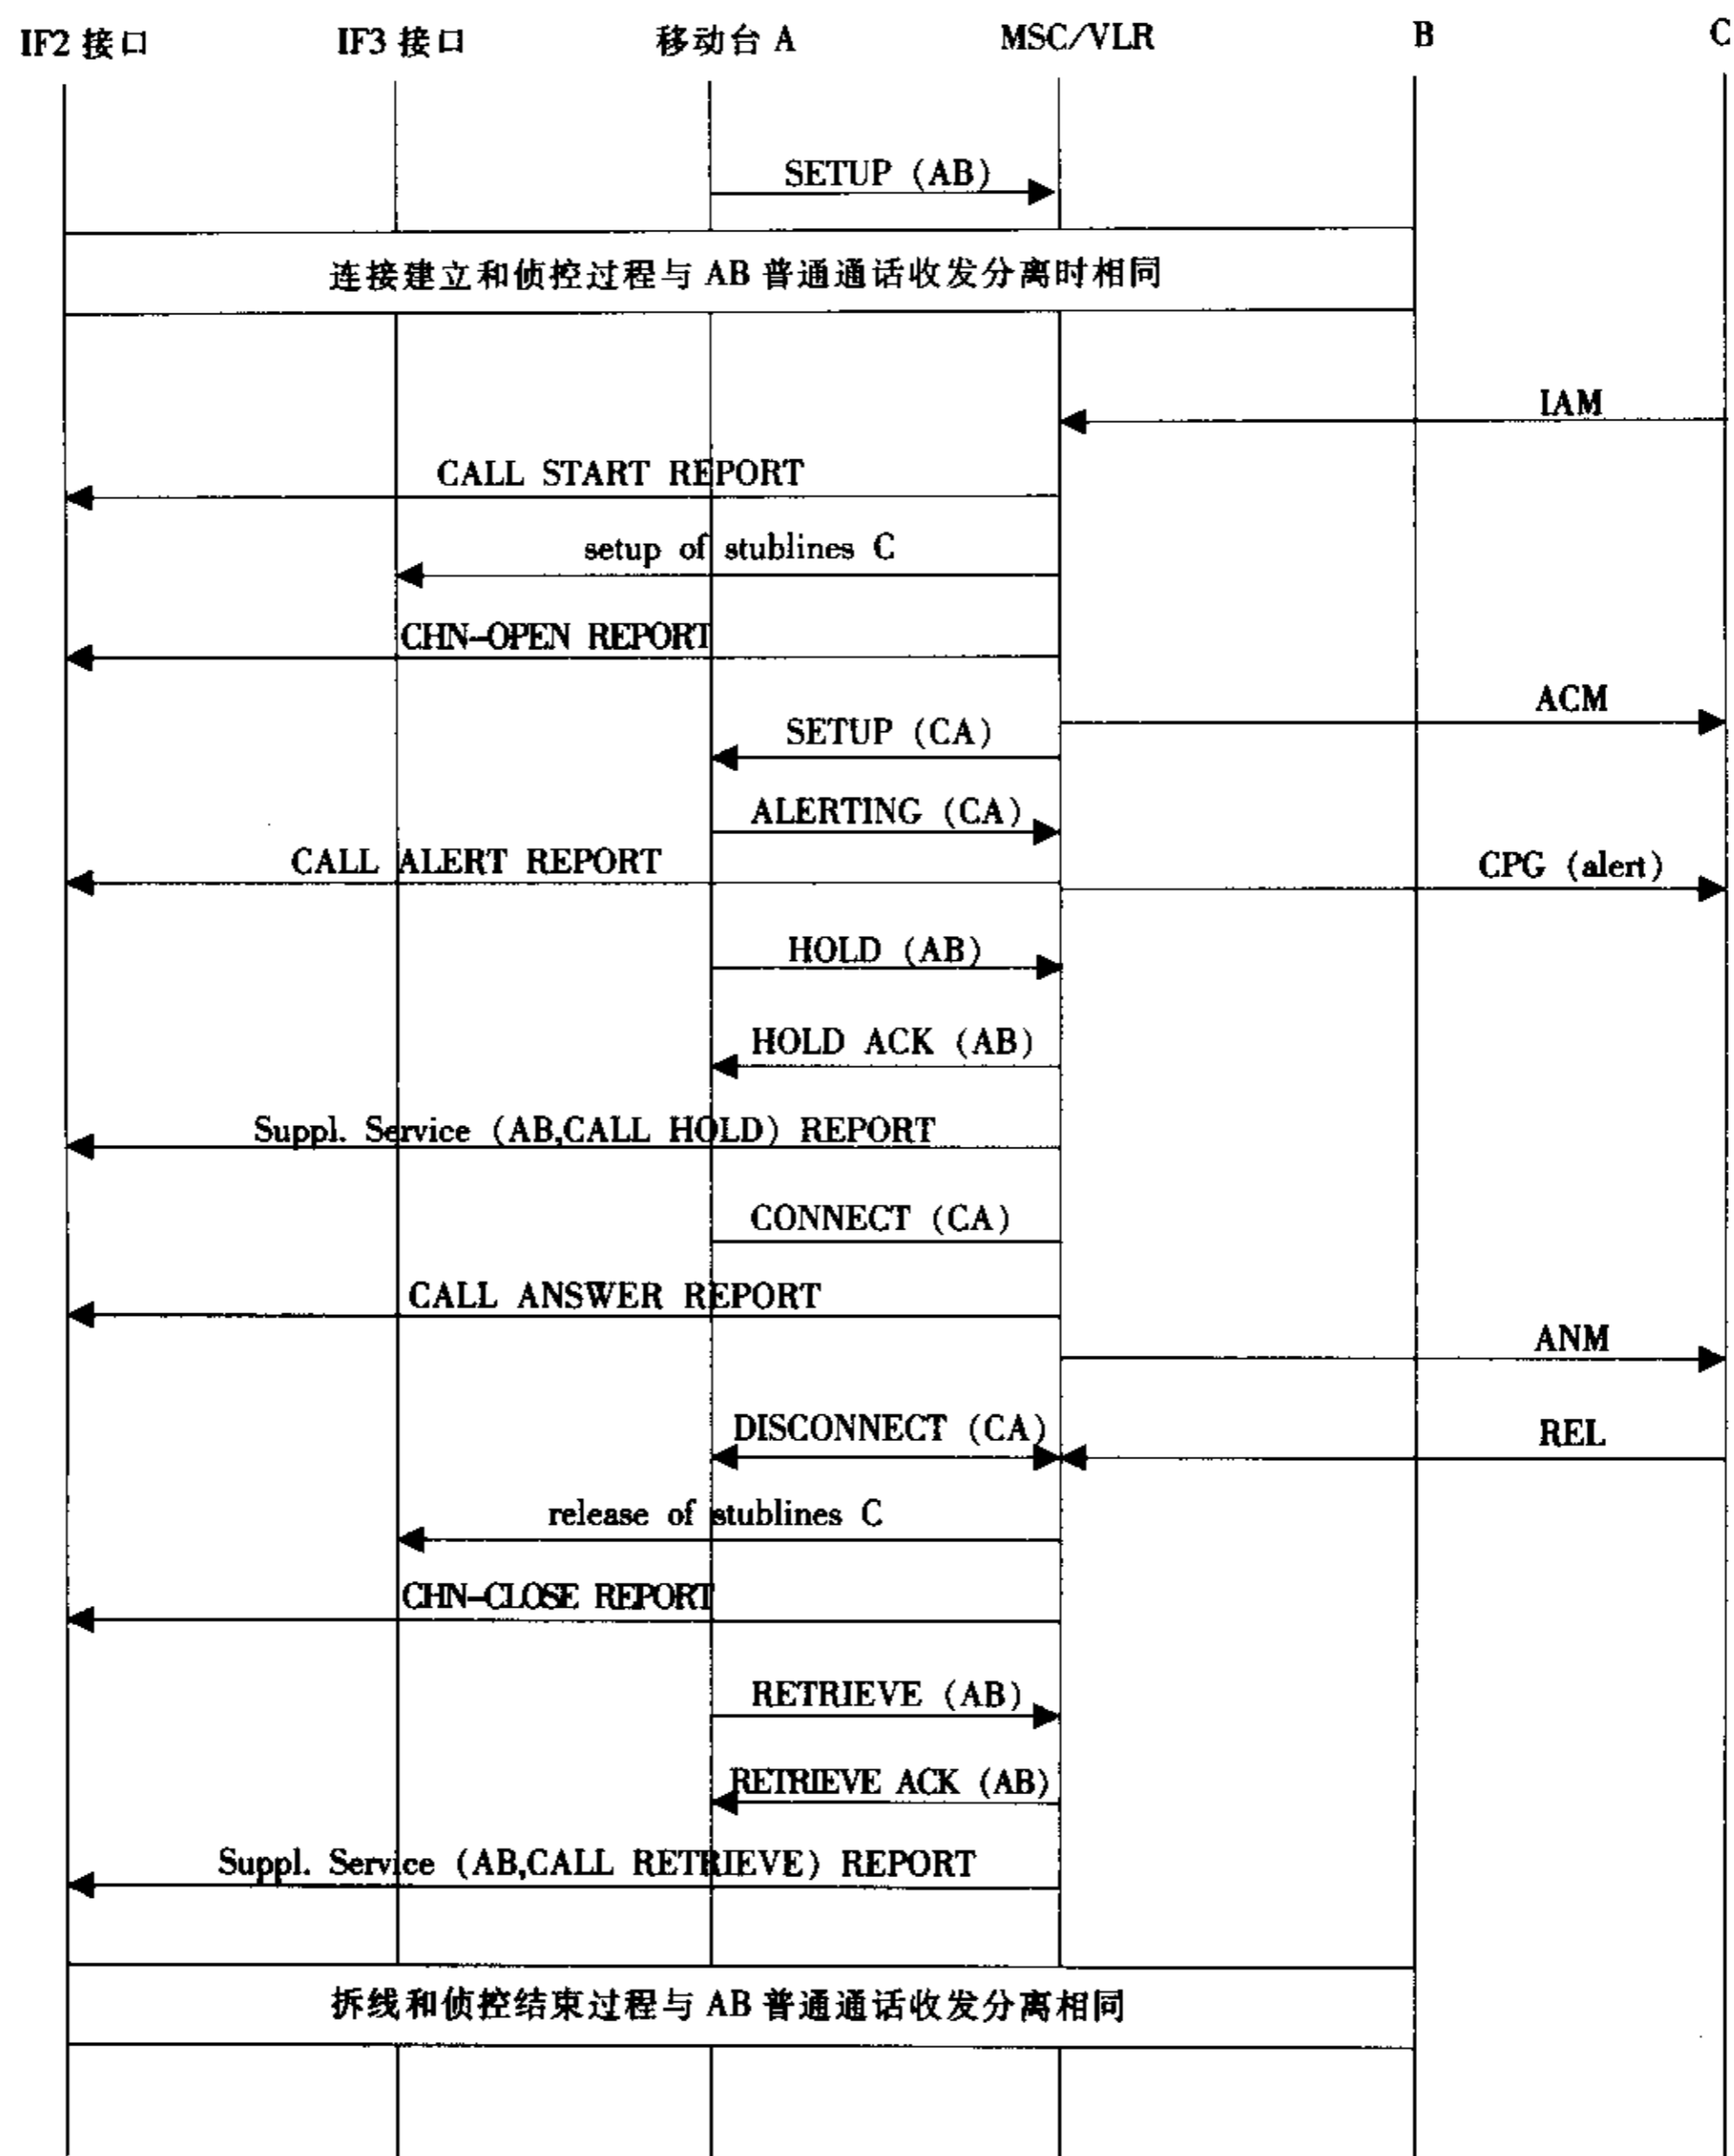 IF2 接口
IF3 接口
移动台 A
MSC/VLR
B
C
SETUP (AB)
连接建立和侦控过程与 AB 普通通话收发分离时相同
IAM
CALL START REPORT
setup of stublines C
CHN-OPEN REPORT
ACM
SETUP (CA)
ALERTING (CA)
CALL ALERT REPORT
CPG (alert)
HOLD (AB)
HOLD ACK (AB)
Suppl. Service (AB,CALL HOLD) REPORT
CONNECT (CA)
CALL ANSWER REPORT
ANM
DISCONNECT (CA)
REL
release of stublines C
CHN-CLOSE REPORT
RETRIEVE (AB)
RETRIEVE ACK (AB)
Suppl. Service (AB,CALL RETRIEVE) REPORT
拆线和侦控结束过程与 AB 普通通话收发分离相同